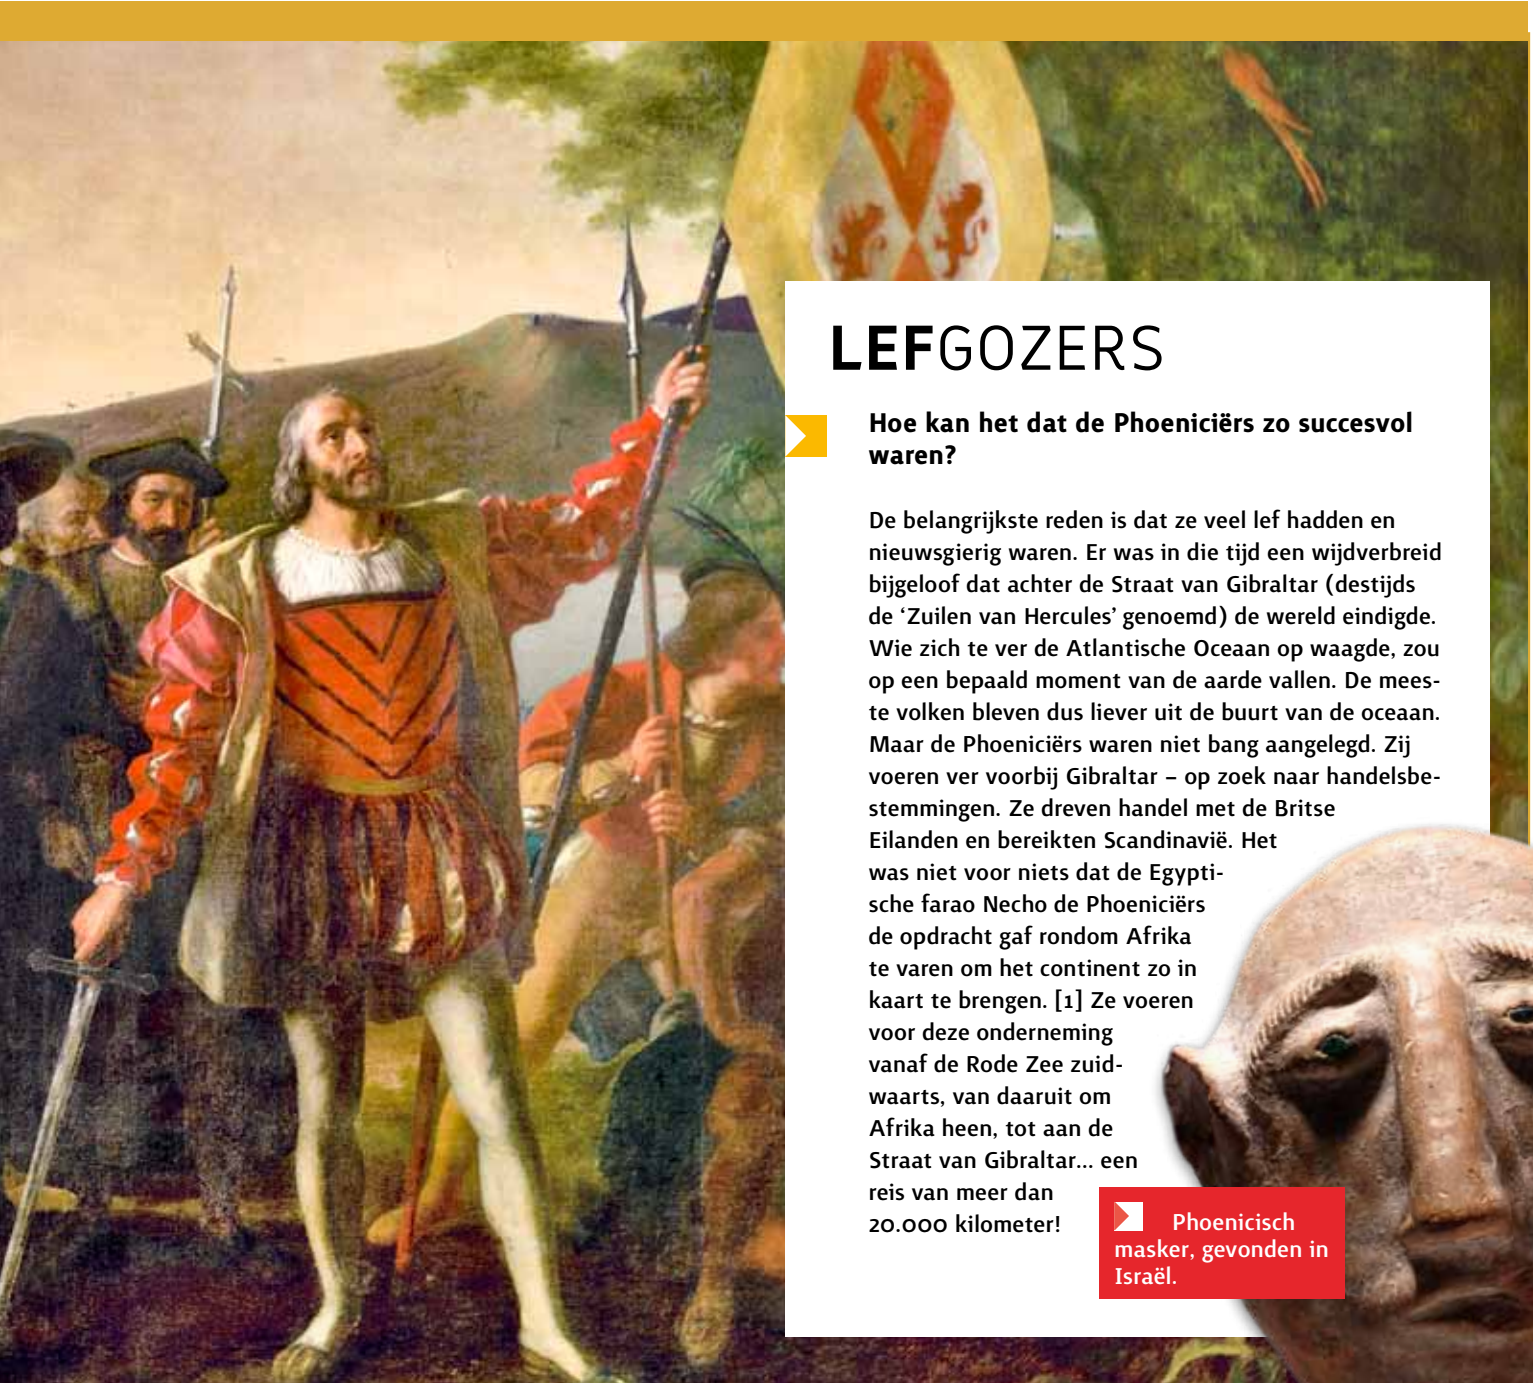 LEFGOZERS
Hoe kan het dat de Phoeniciërs zo succesvol
waren?
De belangrijkste reden is dat ze veel lef hadden en
nieuwsgierig waren. Er was in die tijd een wijdverbreid
bijgeloof dat achter de Straat van Gibraltar (destijds
de ‘Zuilen van Hercules’ genoemd) de wereld eindigde.
Wie zich te ver de Atlantische Oceaan op waagde, zou
op een bepaald moment van de aarde vallen. De mees-
te volken bleven dus liever uit de buurt van de oceaan.
Maar de Phoeniciërs waren niet bang aangelegd. Zij
voeren ver voorbij Gibraltar – op zoek naar handelsbe-
stemmingen. Ze dreven handel met de Britse
Eilanden en bereikten Scandinavië. Het
was niet voor niets dat de Egypti-
sche farao Necho de Phoeniciërs
de opdracht gaf rondom Afrika
te varen om het continent zo in
kaart te brengen. [1] Ze voeren
voor deze onderneming
vanaf de Rode Zee zuid-
waarts, van daaruit om
Afrika heen, tot aan de
Straat van Gibraltar... een
reis van meer dan
20.000 kilometer!
Phoenicisch
masker, gevonden in
Israël.